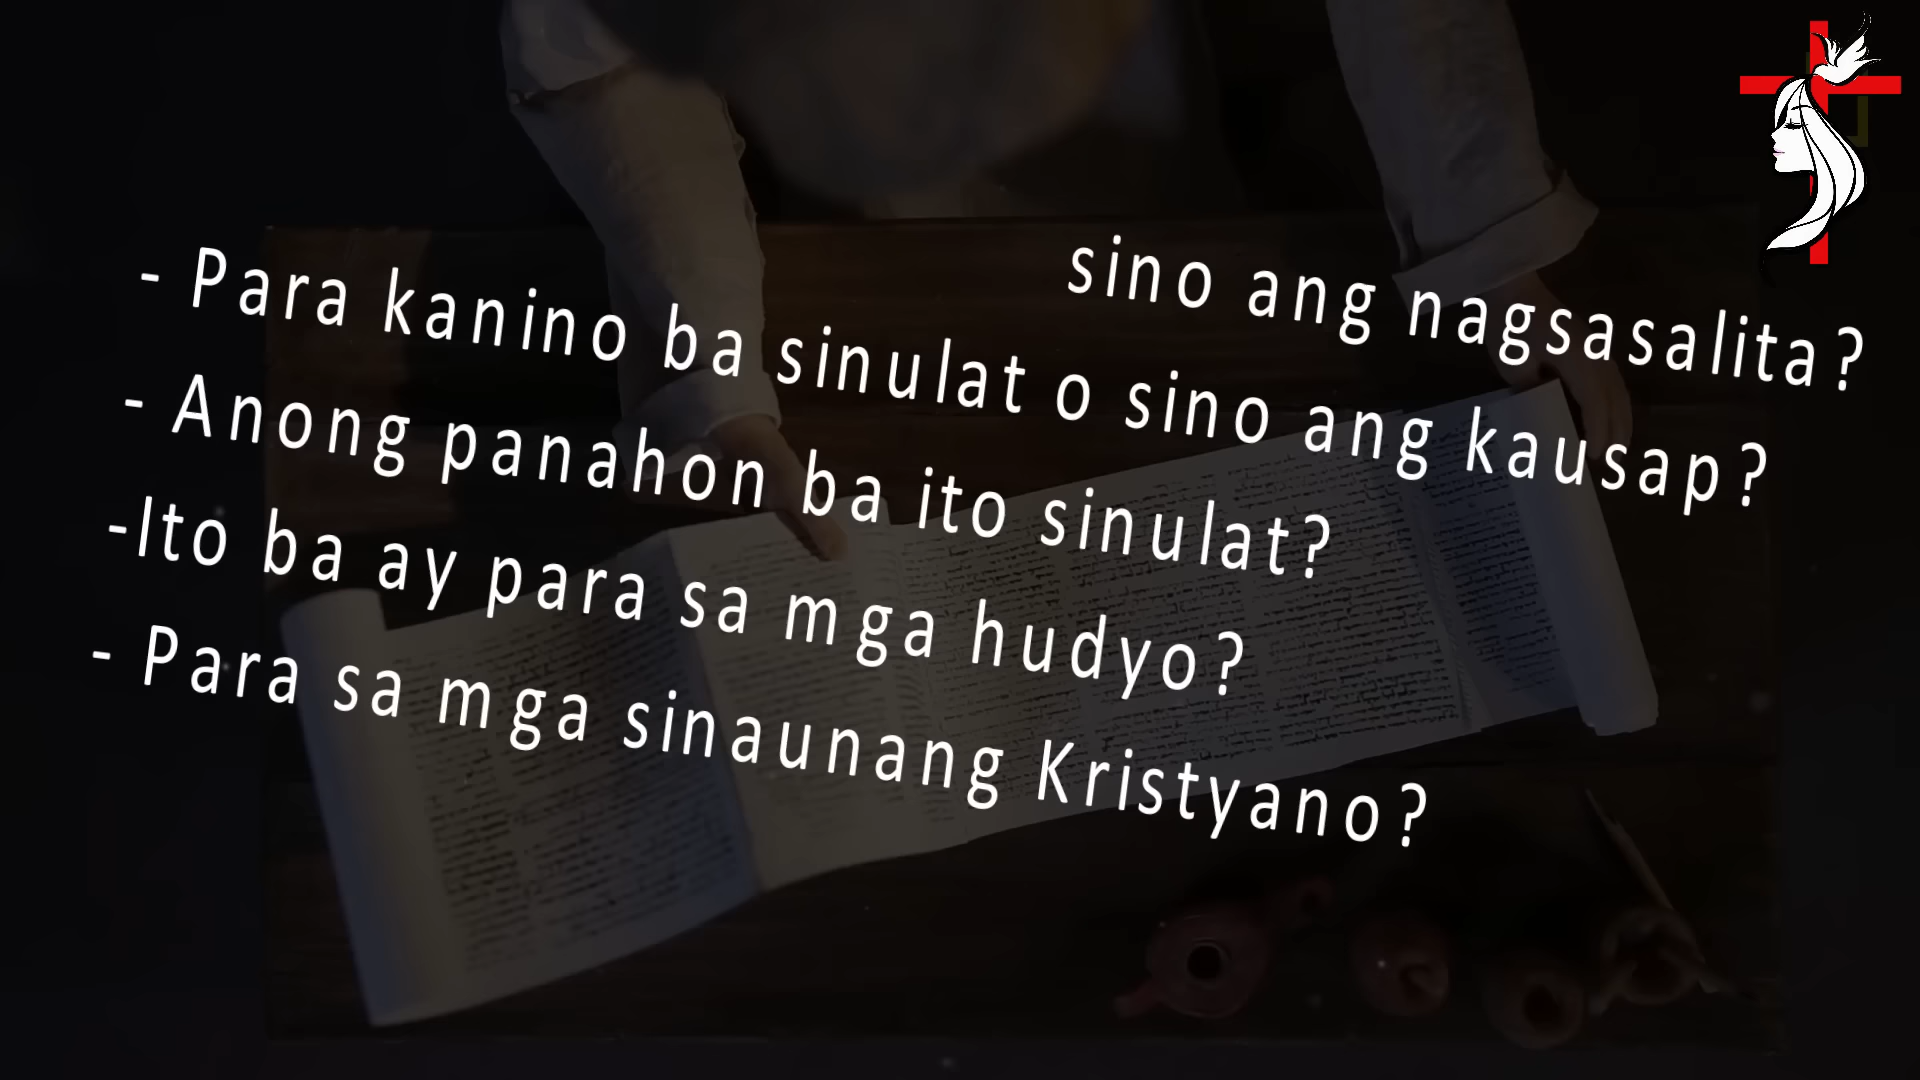 sino ang nagsasalita?
- Para kanino ba sinulat o sino ang kausap?
- Anong panahon ba ito sinulat?
-Ito ba ay para sa mga hudyo?
- Para sa mga sinaunang Kristyano?